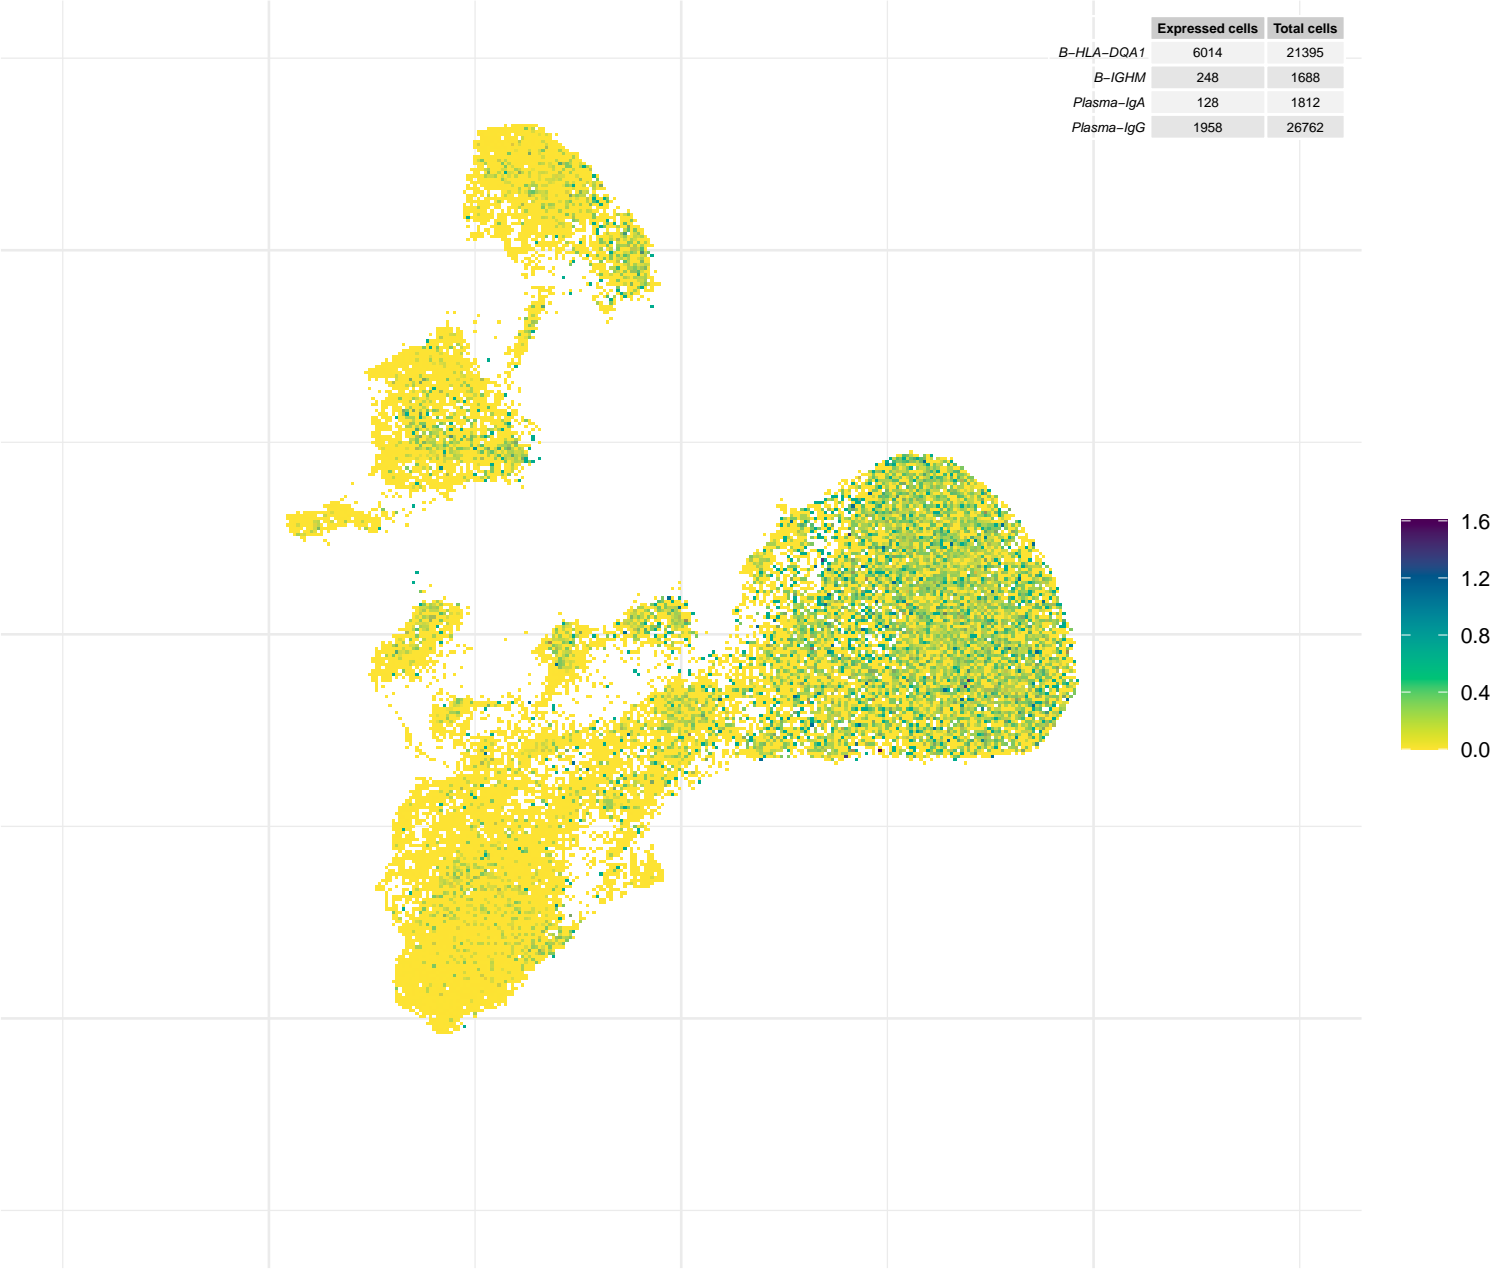 Expressed cells Total cells
B−HLA−DQA1 6014 21395
B−IGHM 248 1688
Plasma−IgA 128 1812
Plasma−IgG 1958 26762
1.6
1.2
0.8
0.4
0.0